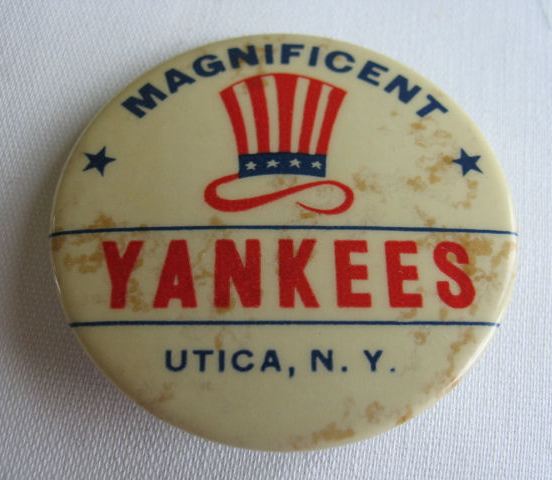 MAGNIFICENT
YANKEES
UTICA, N. Y.